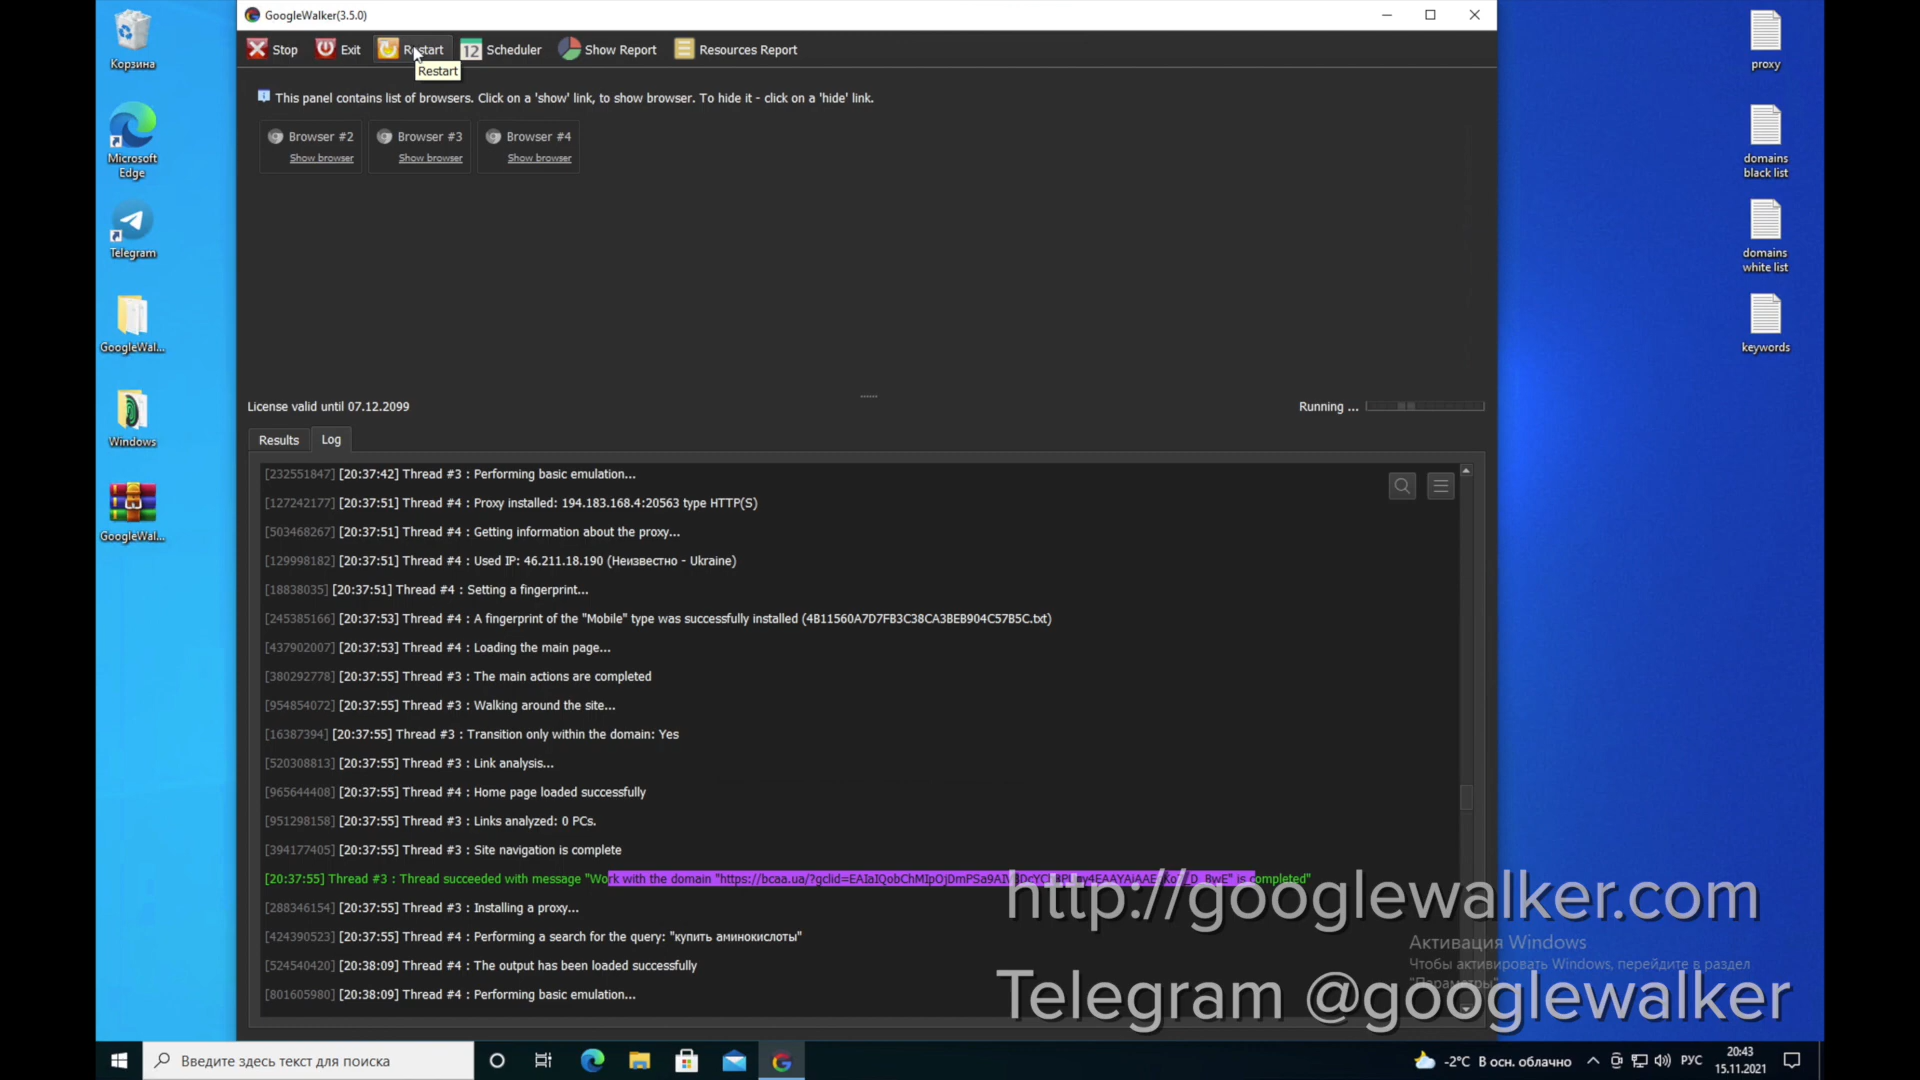 GoogleWalker(3.5.0)
Stop Exit Restart Scheduler Show Report Resources Report
Restart
This panel contains list of browsers. Click on a 'show' link, to show browser. To hide it - click on a 'hide' link.
Browser #2 Browser #3 Browser #4
Show browser Show browser Show browser
License valid until 07.12.2099
Running ...
Results Log
[232551847] [20:37:42] Thread #3 : Performing basic emulation...
[127242177] [20:37:51] Thread #4 : Proxy installed: 194.183.168.4:20563 type HTTP(S)
[503468267] [20:37:51] Thread #4 : Getting information about the proxy...
[129998182] [20:37:51] Thread #4 : Used IP: 46.211.18.190 (Неизвестно - Ukraine)
[18838035] [20:37:51] Thread #4 : Setting a fingerprint...
[245385166] [20:37:53] Thread #4 : A fingerprint of the "Mobile" type was successfully installed (4B11560A7D7FB3C38CA3BEB904C57B5C.txt)
[437902007] [20:37:53] Thread #4 : Loading the main page...
[380292778] [20:37:55] Thread #3 : The main actions are completed
[954854072] [20:37:55] Thread #3 : Walking around the site...
[16387394] [20:37:55] Thread #3 : Transition only within the domain: Yes
[520308813] [20:37:55] Thread #3 : Link analysis...
[965644408] [20:37:55] Thread #4 : Home page loaded successfully
[951298158] [20:37:55] Thread #3 : Links analyzed: 0 PCs.
[394177405] [20:37:55] Thread #3 : Site navigation is complete
[20:37:55] Thread #3 : Thread succeeded with message "Work with the domain is completed"
[288346154] [20:37:55] Thread #3 : Installing a proxy...
[424390523] [20:37:55] Thread #4 : Performing a search for the query: "купить аминокислоты"
[524540420] [20:38:09] Thread #4 : The output has been loaded successfully
[801605980] [20:38:09] Thread #4 : Performing basic emulation...
http://googlewalker.com
Активация Windows
Чтобы активировать Windows, перейдите в раздел
"Параметры".
Telegram @googlewalker
Корзина
Microsoft
Edge
Telegram
GoogleWal...
Windows
GoogleWal...
proxy
domains
black list
domains
white list
keywords
12
Введите здесь текст для поиска
-2°C В осн. облачно
РУС
20:43
15.11.2021